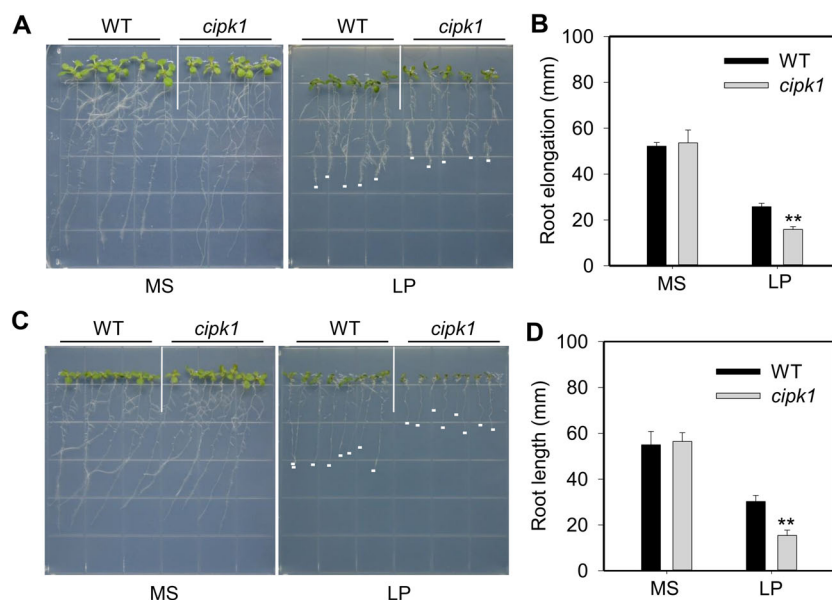 A
WT
cipk1
WT
cipk1
MS
LP
B
Root elongation (mm)
100
80
60
40
20
0
WT
cipk1
**
MS
LP
C
WT
cipk1
WT
cipk1
MS
LP
D
Root length (mm)
100
80
60
40
20
0
WT
cipk1
**
MS
LP